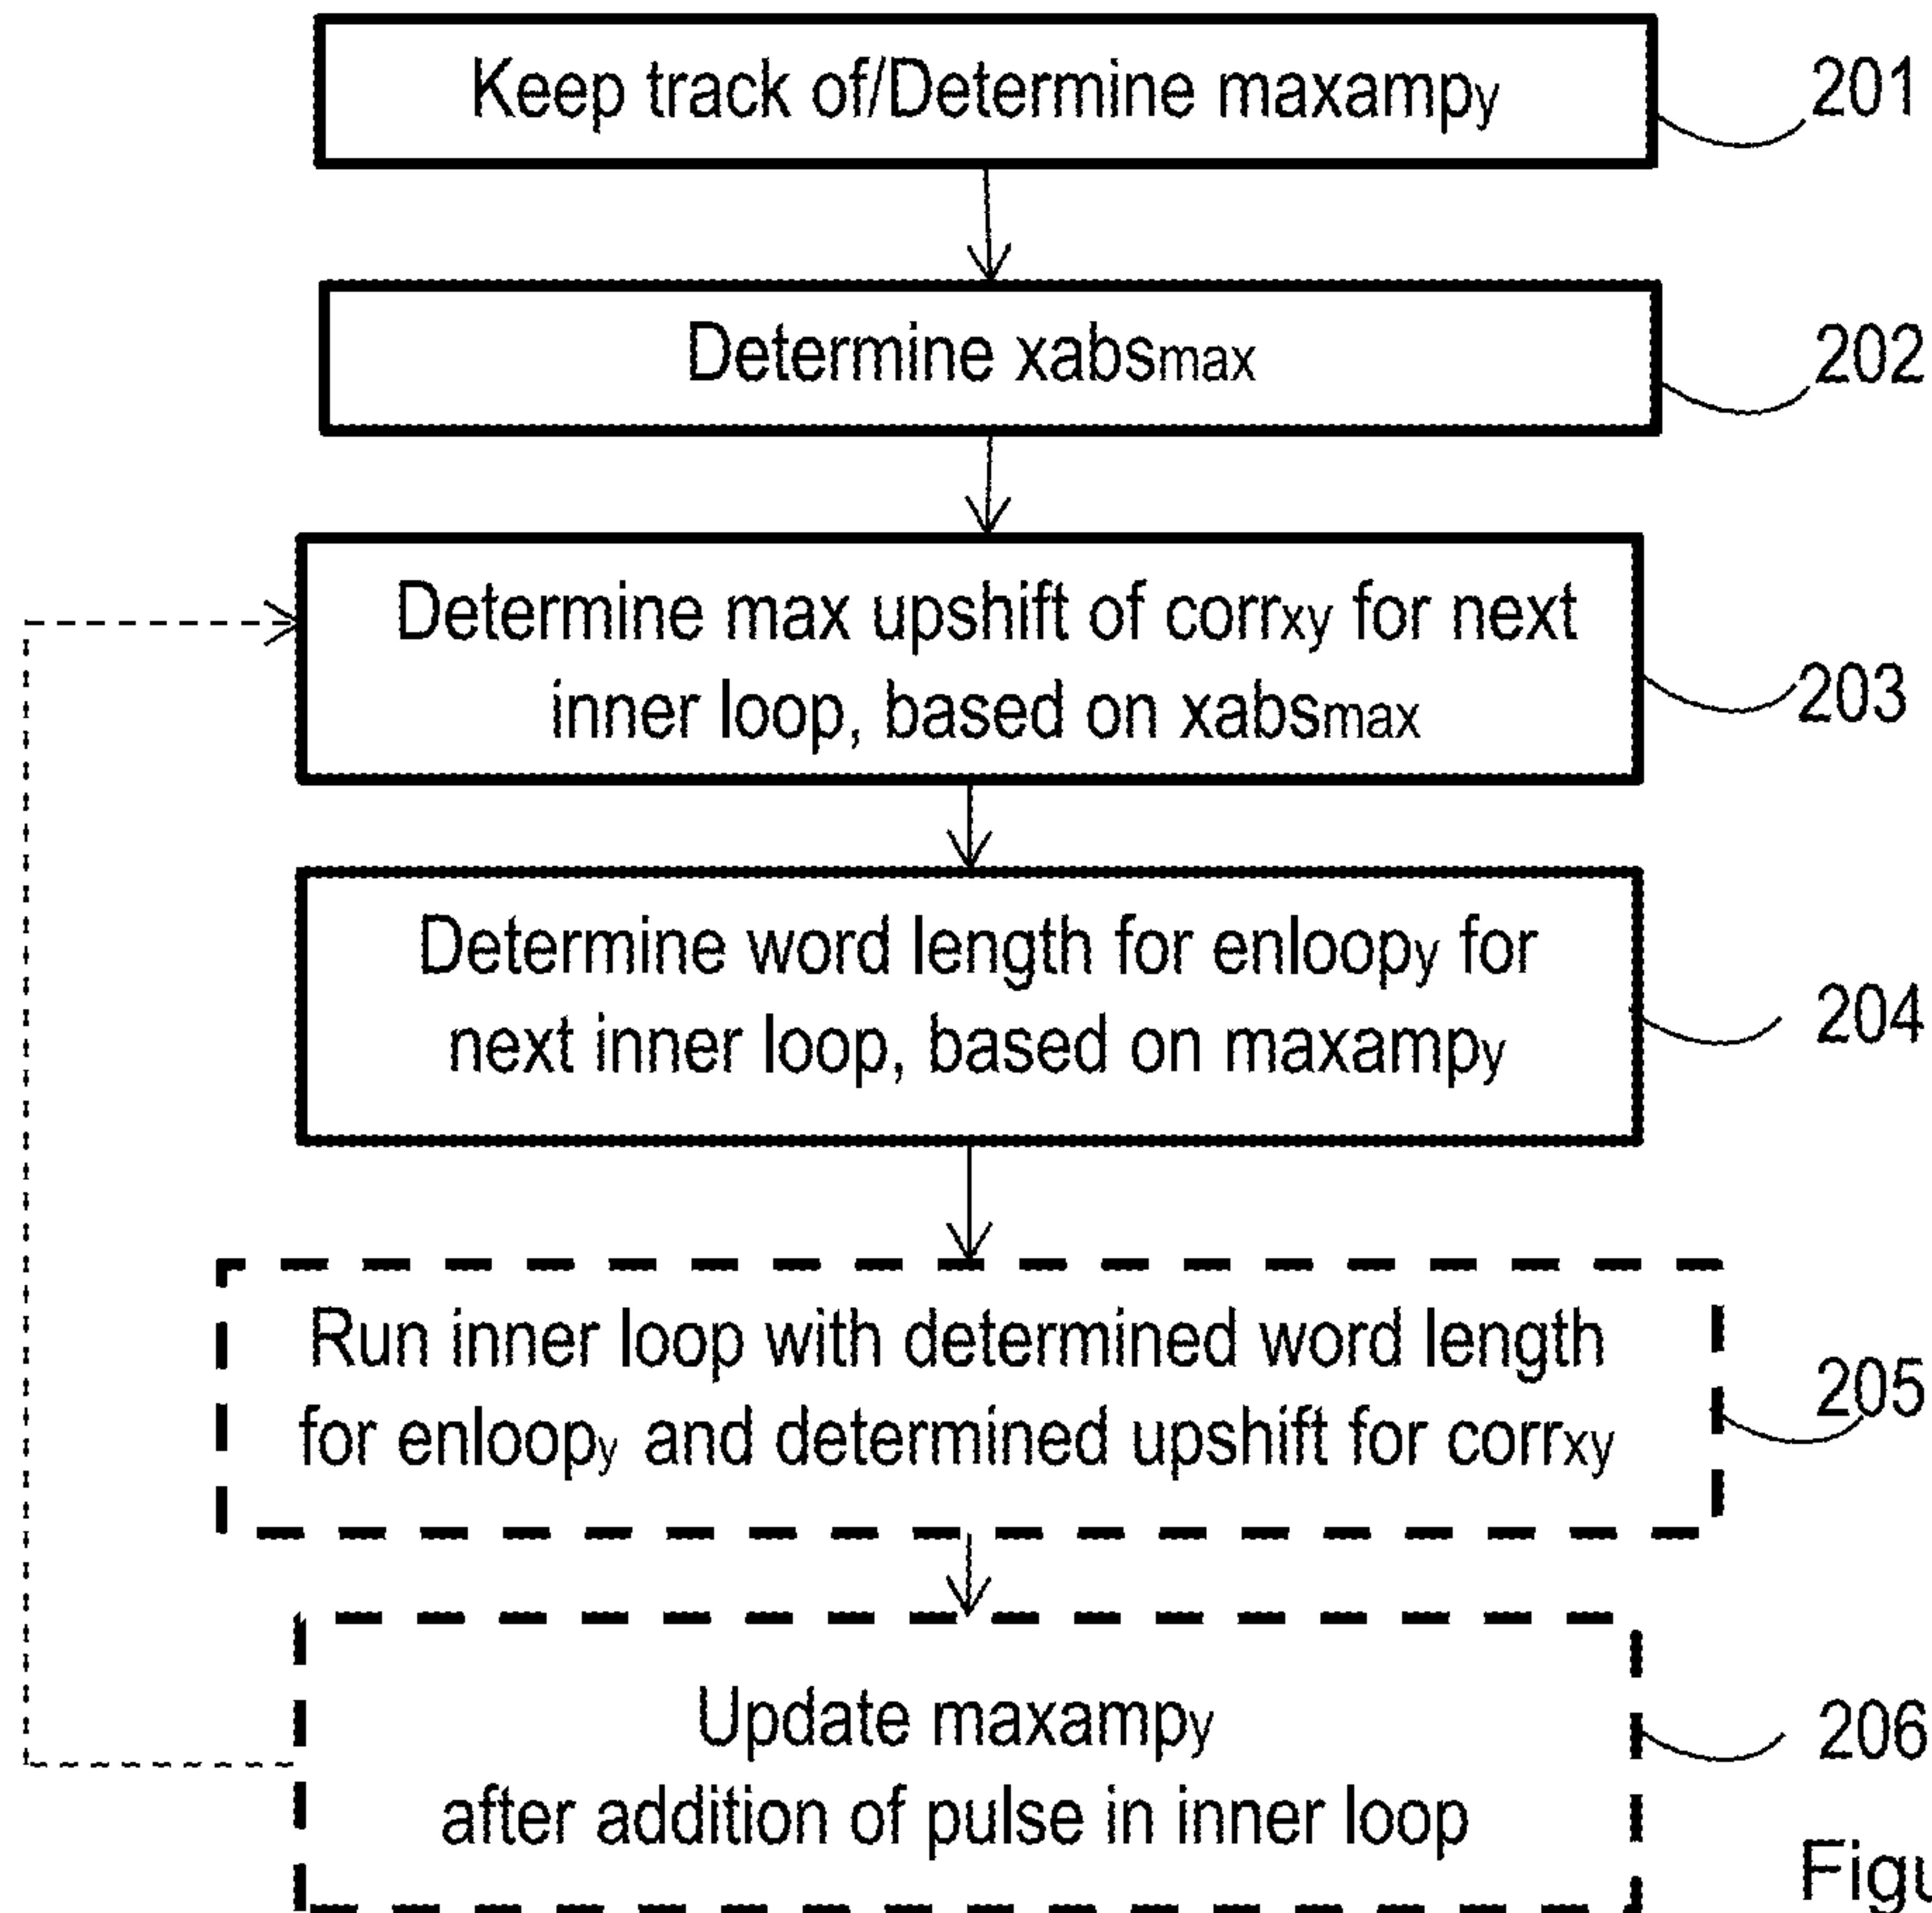 Keep track of/Determine maxampy
201
Determine xabsmax
202
Determine max upshift of corrxy for next
inner loop, based on xabsmax
203
Determine word length for enloopy for
next inner loop, based on maxampy
204
Run inner loop with determined word length
for enloopy and determined upshift for corrxy
205
Update maxampy
after addition of pulse in inner loop
206